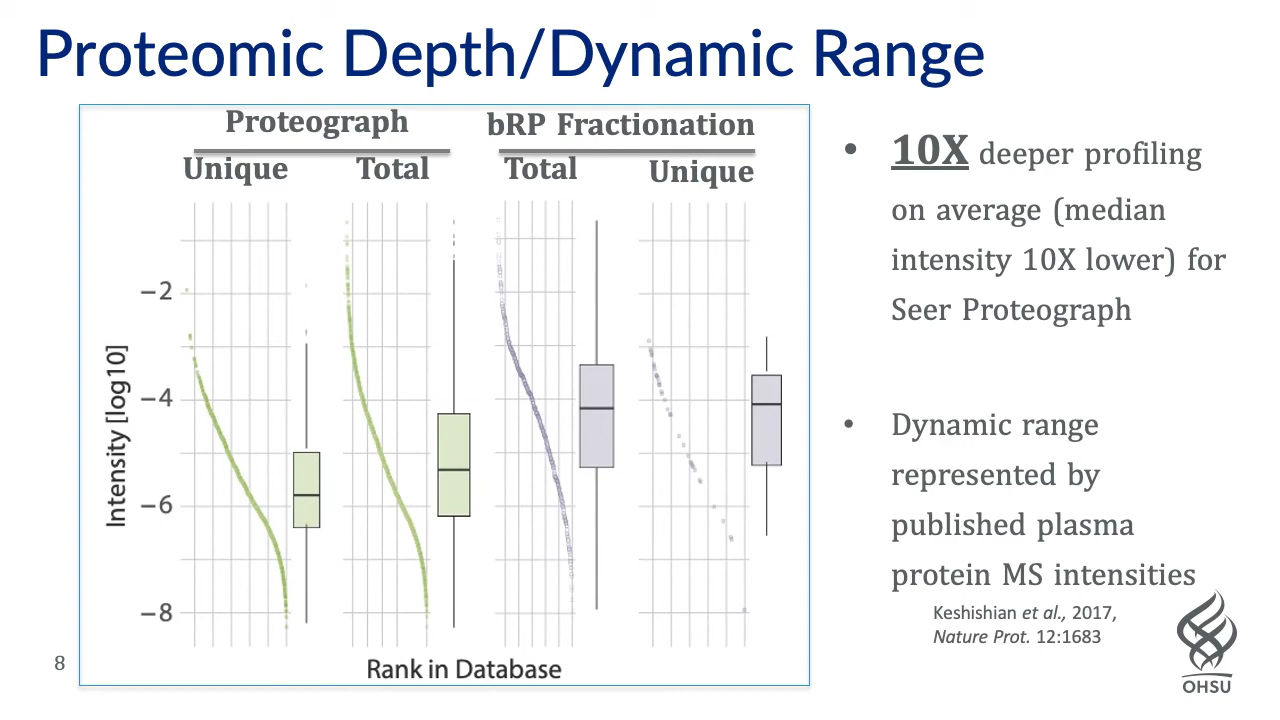 Proteomic Depth/Dynamic Range
Proteograph
bRP Fractionation
Unique
Total
Total
Unique
Intensity [log10]
−2
−4
−6
−8
Rank in Database
• 10X deeper profiling
on average (median
intensity 10X lower) for
Seer Proteograph
• Dynamic range
represented by
published plasma
protein MS intensities
Keshishian et al., 2017,
Nature Prot. 12:1683
8
OHSU